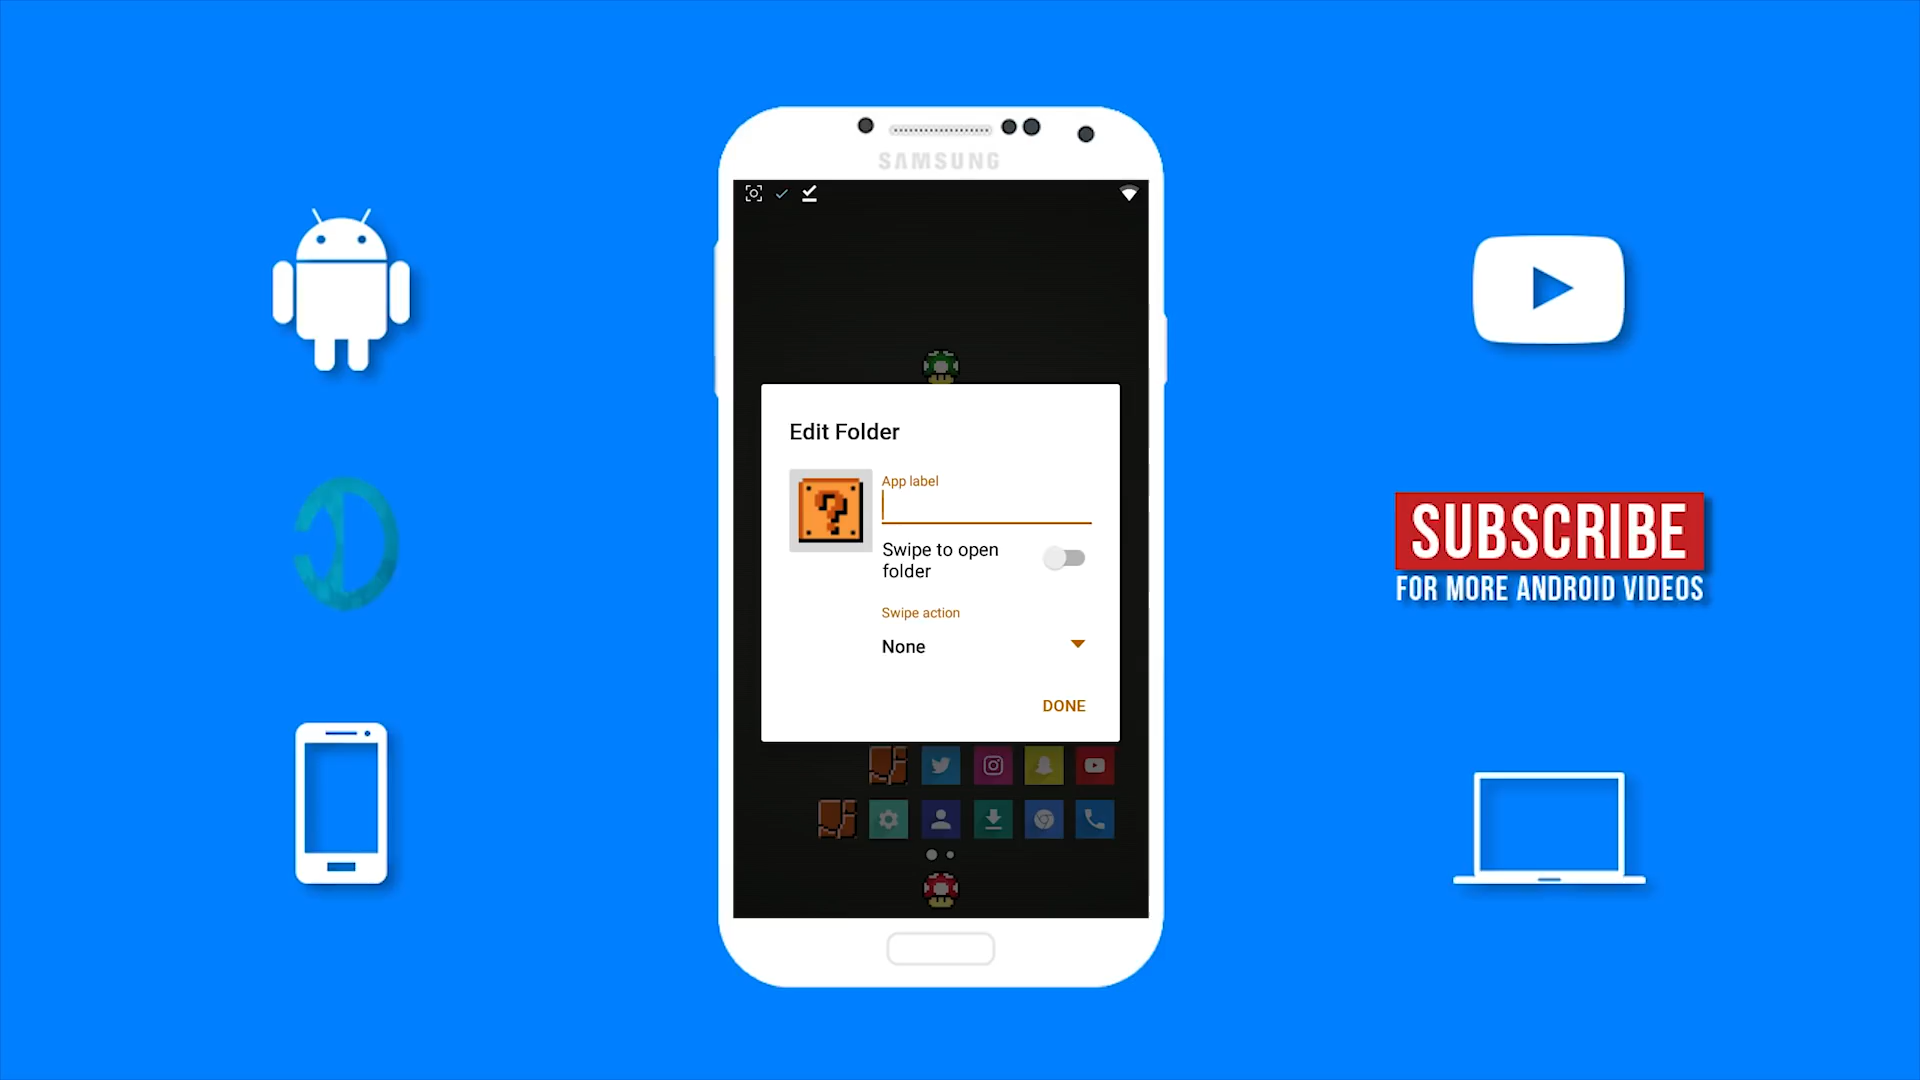 SAMSUNG
Edit Folder
App label
Swipe to open
folder
Swipe action
None
DONE
SUBSCRIBE
FOR MORE ANDROID VIDEOS